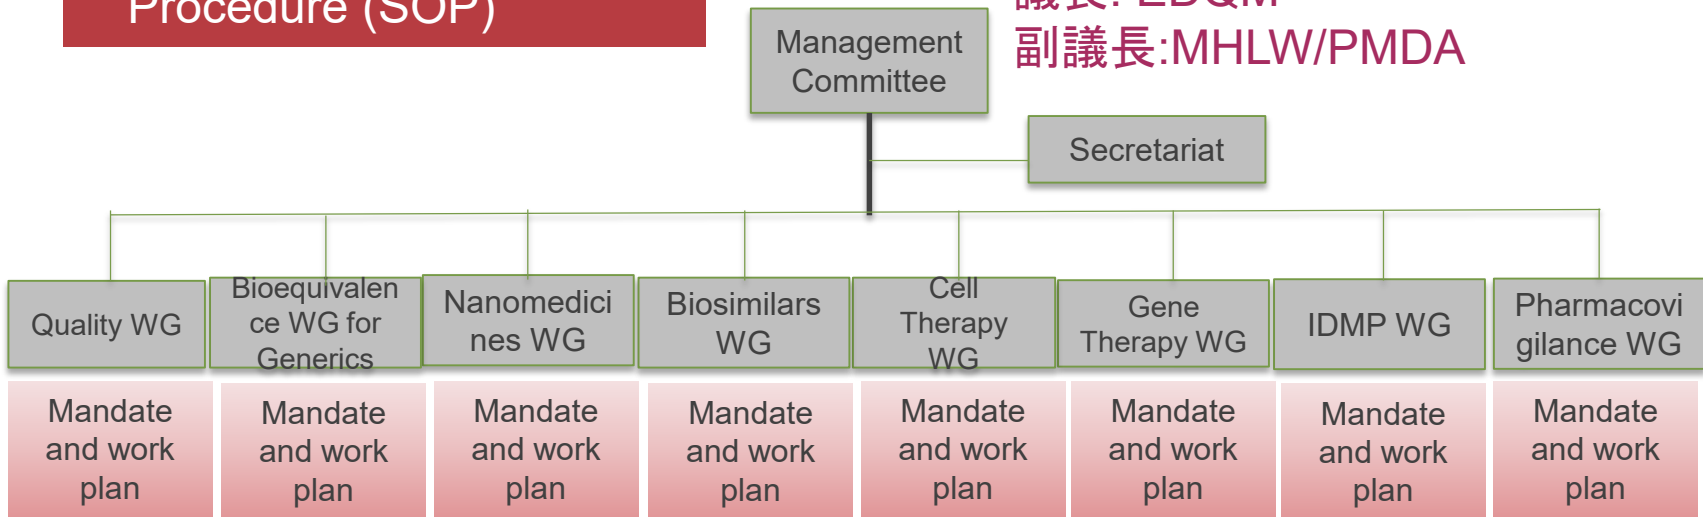 Procedure (SOP)
議長: EDQM
副議長:MHLW/PMDA
Management
Committee
Secretariat
Quality WG
Bioequivalen
ce WG for
Generics
Nanomedici
nes WG
Biosimilars
WG
Cell
Therapy
WG
Gene
Therapy WG
IDMP WG
Pharmacovi
gilance WG
Mandate
and work
plan
Mandate
and work
plan
Mandate
and work
plan
Mandate
and work
plan
Mandate
and work
plan
Mandate
and work
plan
Mandate
and work
plan
Mandate
and work
plan